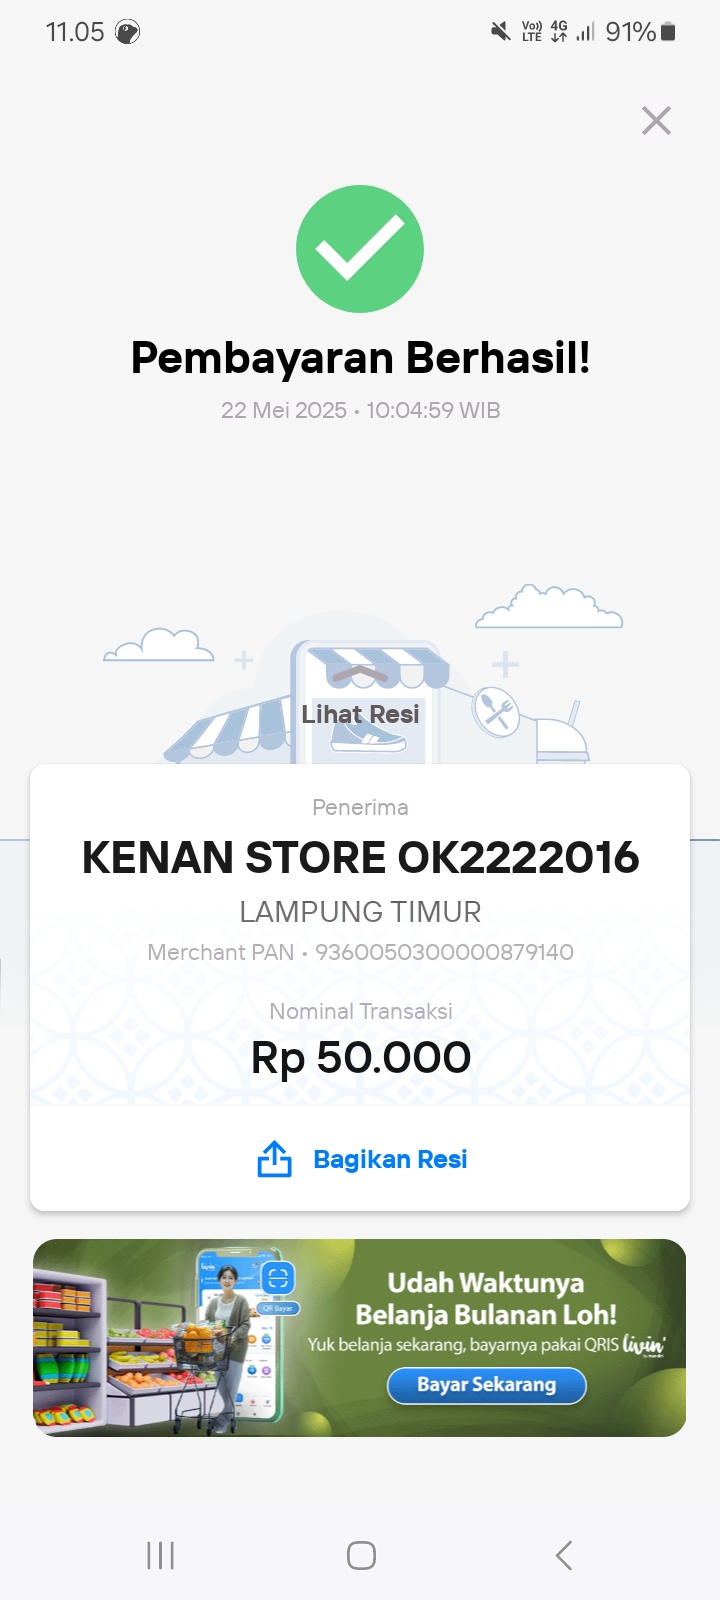 11.05
Vo)) LTE 4G 91%
Pembayaran Berhasil!
22 Mei 2025 • 10:04:59 WIB
Lihat Resi
Penerima
KENAN STORE OK2222016
LAMPUNG TIMUR
Merchant PAN • 9360050300000879140
Nominal Transaksi
Rp 50.000
Bagikan Resi
QR Bayar
Udah Waktunya
Belanja Bulanan Loh!
Yuk belanja sekarang, bayarnya pakai QRIS livin'
Bayar Sekarang